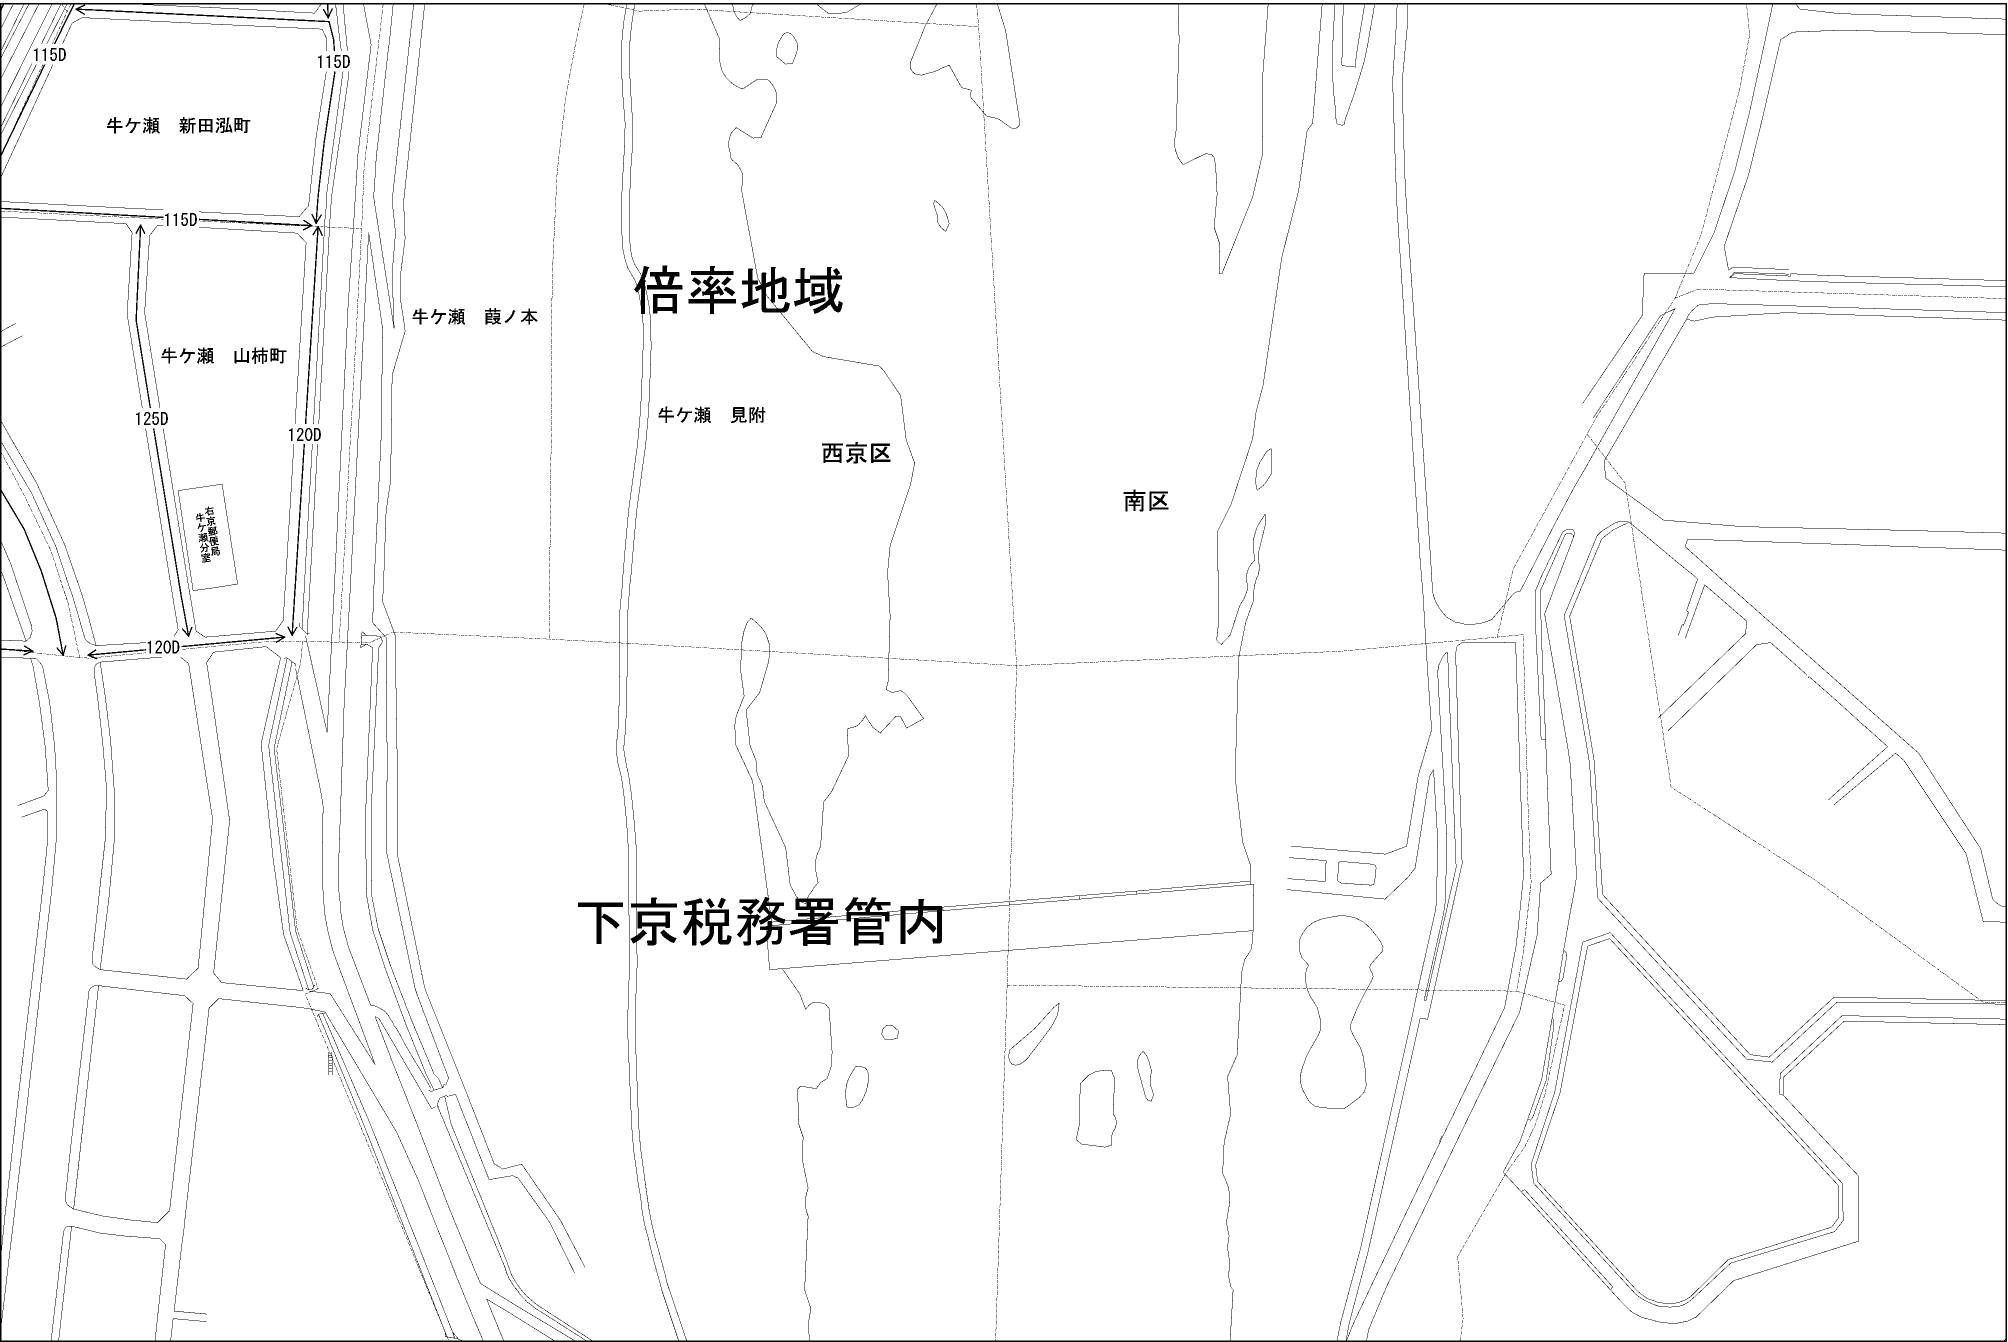 115D
115D
牛ケ瀬　新田泓町
115D
倍率地域
牛ケ瀬　葭ノ本
牛ケ瀬　山柿町
125D
120D
牛ケ瀬　見附
西京区
南区
右京郵便局
牛ケ瀬分室
120D
下京税務署管内